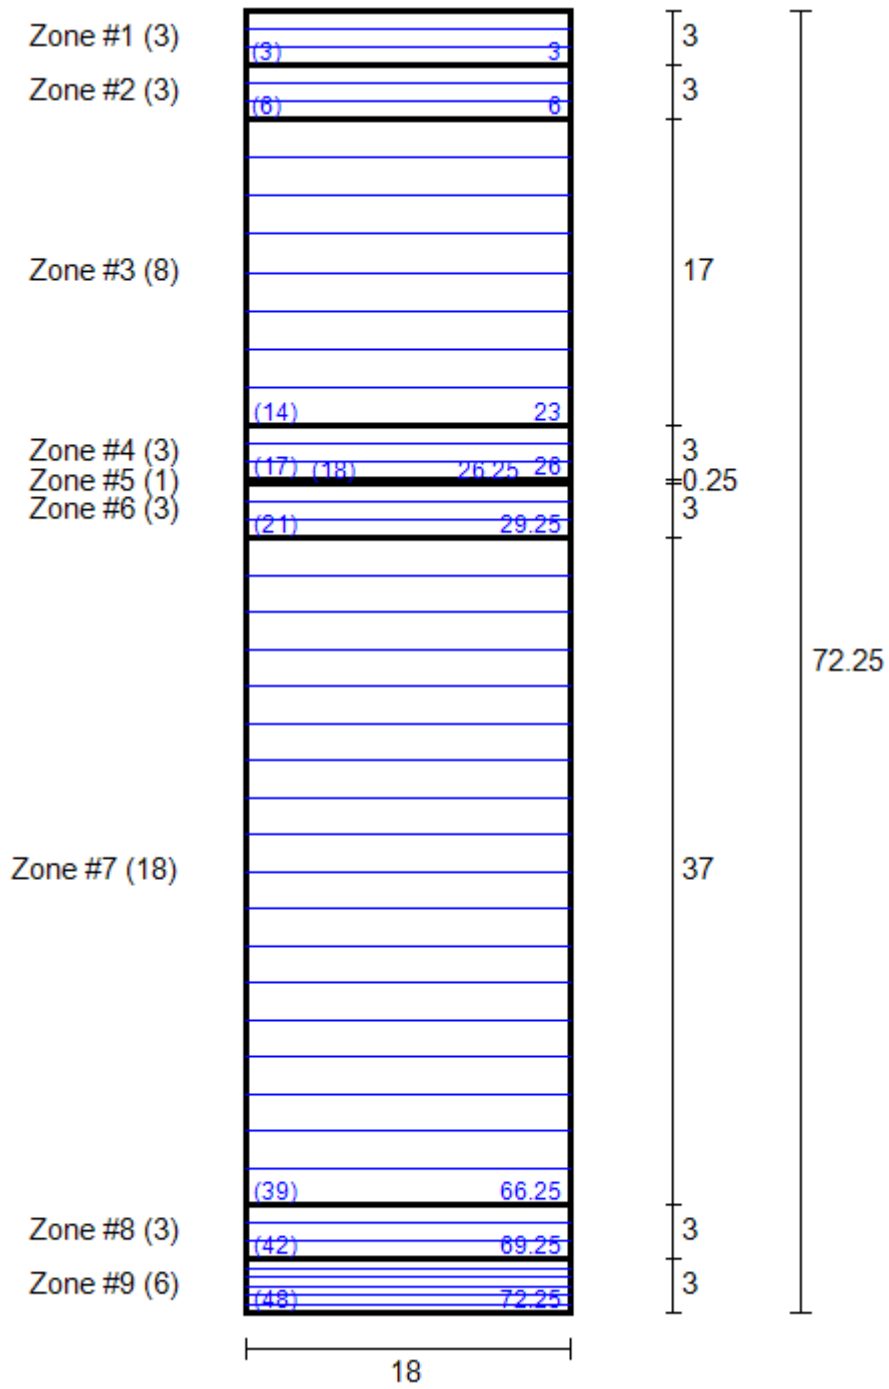 Zone #1 (3) (3) 3 3
Zone #2 (3) (6) 6 3
Zone #3 (8) 17
(14) 23
Zone #4 (3) (17) 26 3
Zone #5 (1) (18) 26.25 0.25
Zone #6 (3) (21) 29.25 3
72.25
Zone #7 (18) 37
(39) 66.25
Zone #8 (3) (42) 69.25 3
Zone #9 (6) (48) 72.25 3
18